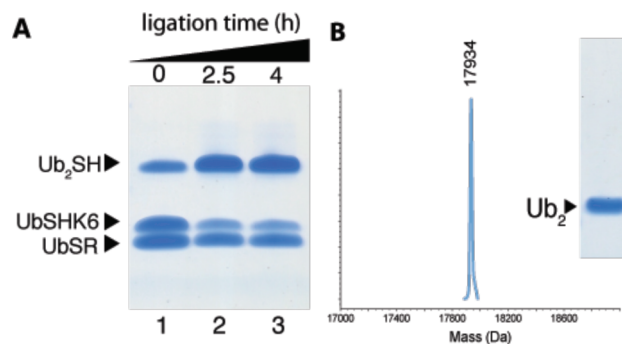 A
ligation time (h)
0 2.5 4
Ub2SH
UbSHK6
UbSR
1 2 3
B
17934
Ub2
17000 17400 17800 18200 18600
Mass (Da)